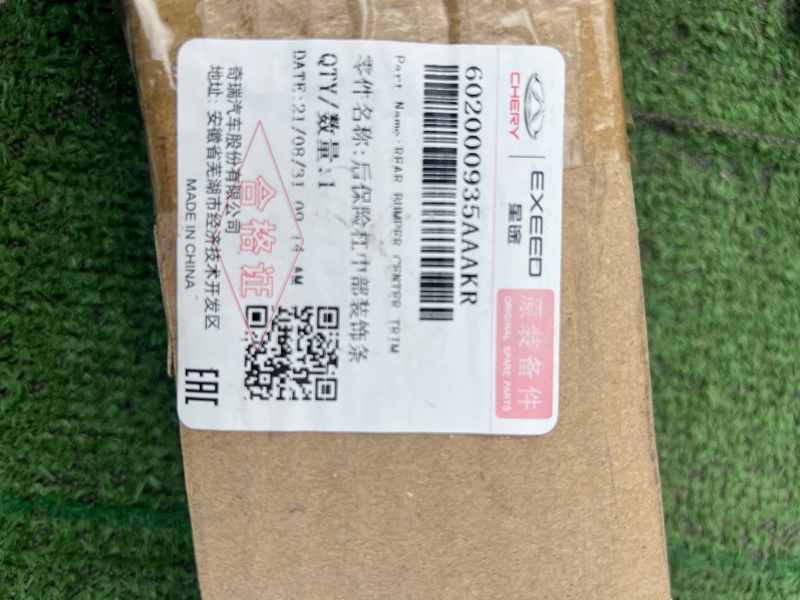 CHERY
EXEED
星途
原装备件
ORIGINAL SPARE PARTS
602000935AAAKR
Part Name:REAR BUMPER CENTER TRIM
零件名称:后保险杠中部装饰条
QTY/数量:1
DATE:21/08/31 AM
合格证
奇瑞汽车股份有限公司
地址: 安徽省芜湖市经济技术开发区
MADE IN CHINA
EAC